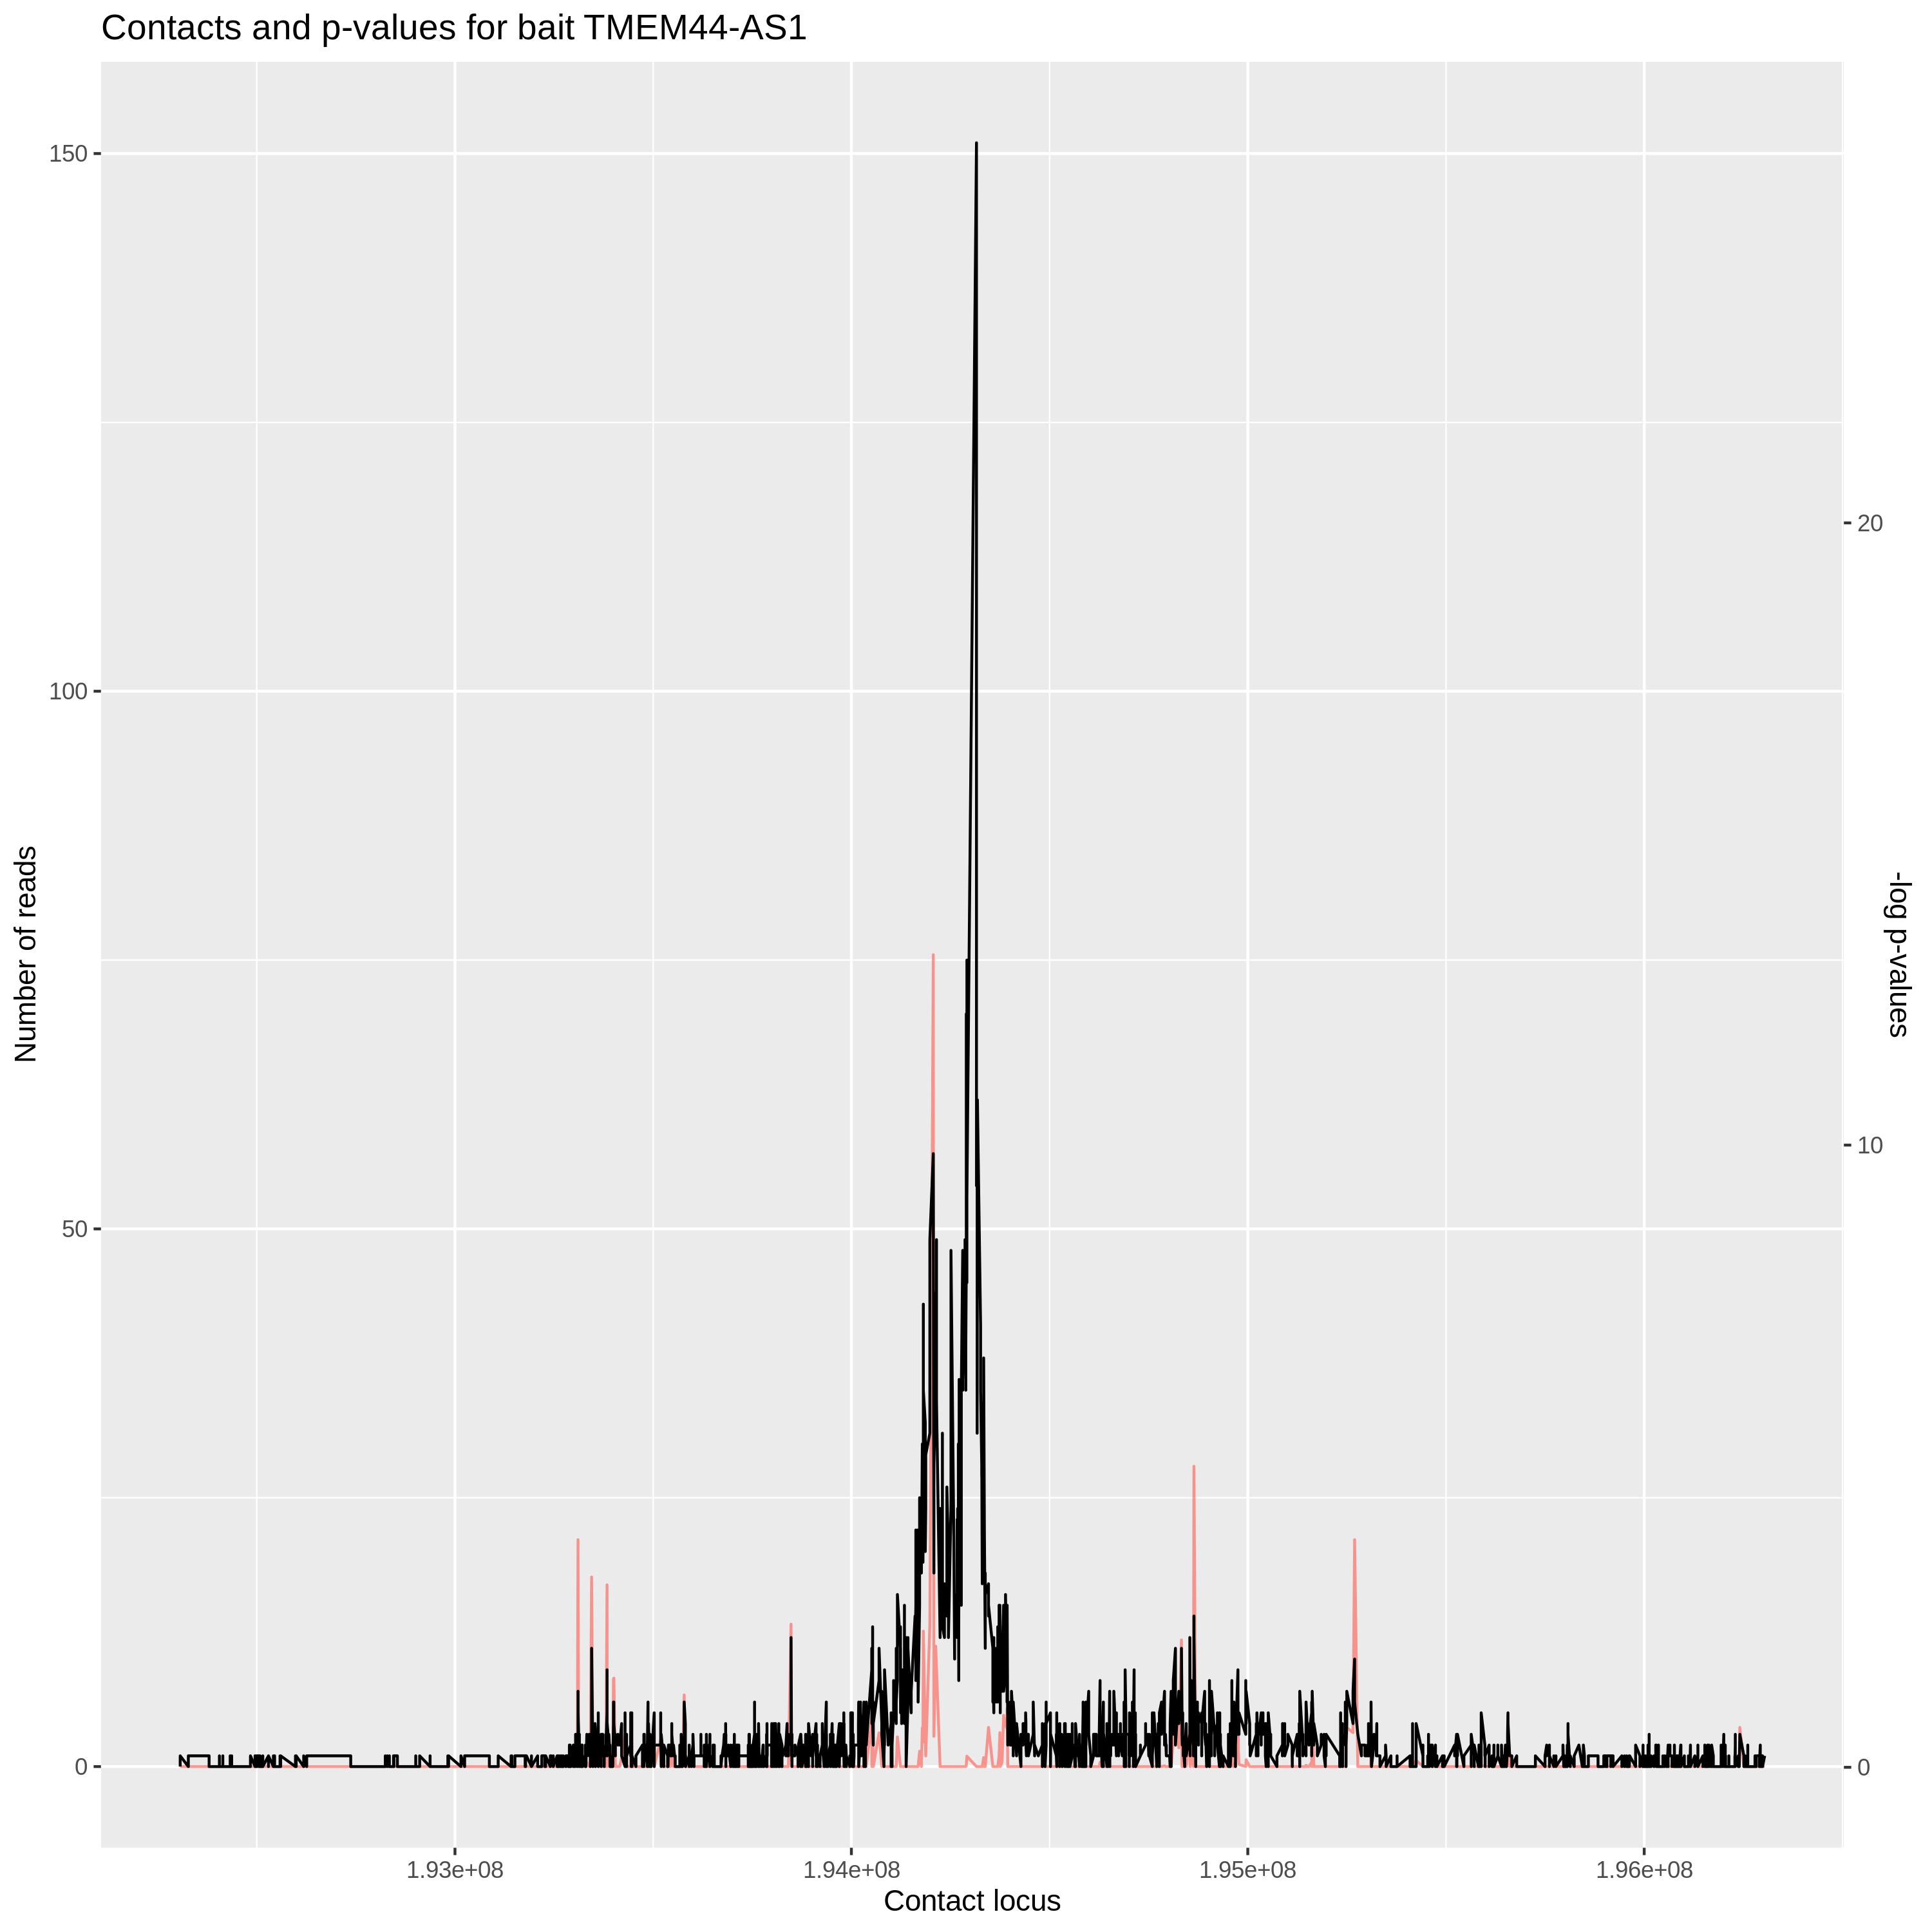 Contacts and p-values for bait TMEM44-AS1
150
100
50
0
Number of reads
20
10
0
-log p-values
1.93e+08
1.94e+08
1.95e+08
1.96e+08
Contact locus